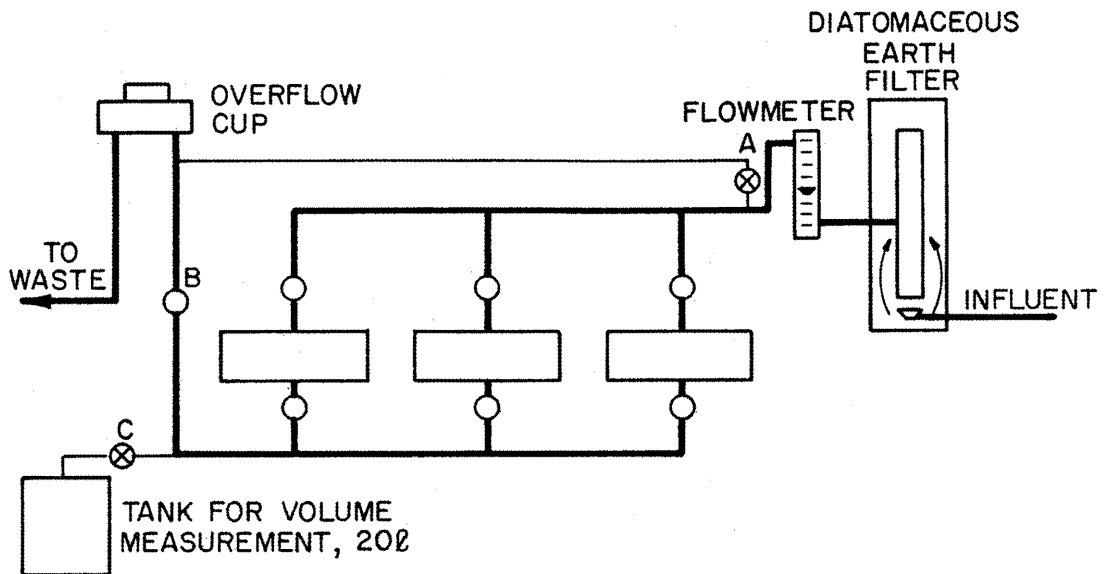 DIATOMACEOUS
EARTH
FILTER
OVERFLOW
CUP
FLOWMETER
A
TO
WASTE
B
INFLUENT
C
TANK FOR VOLUME
MEASUREMENT, 20ℓ